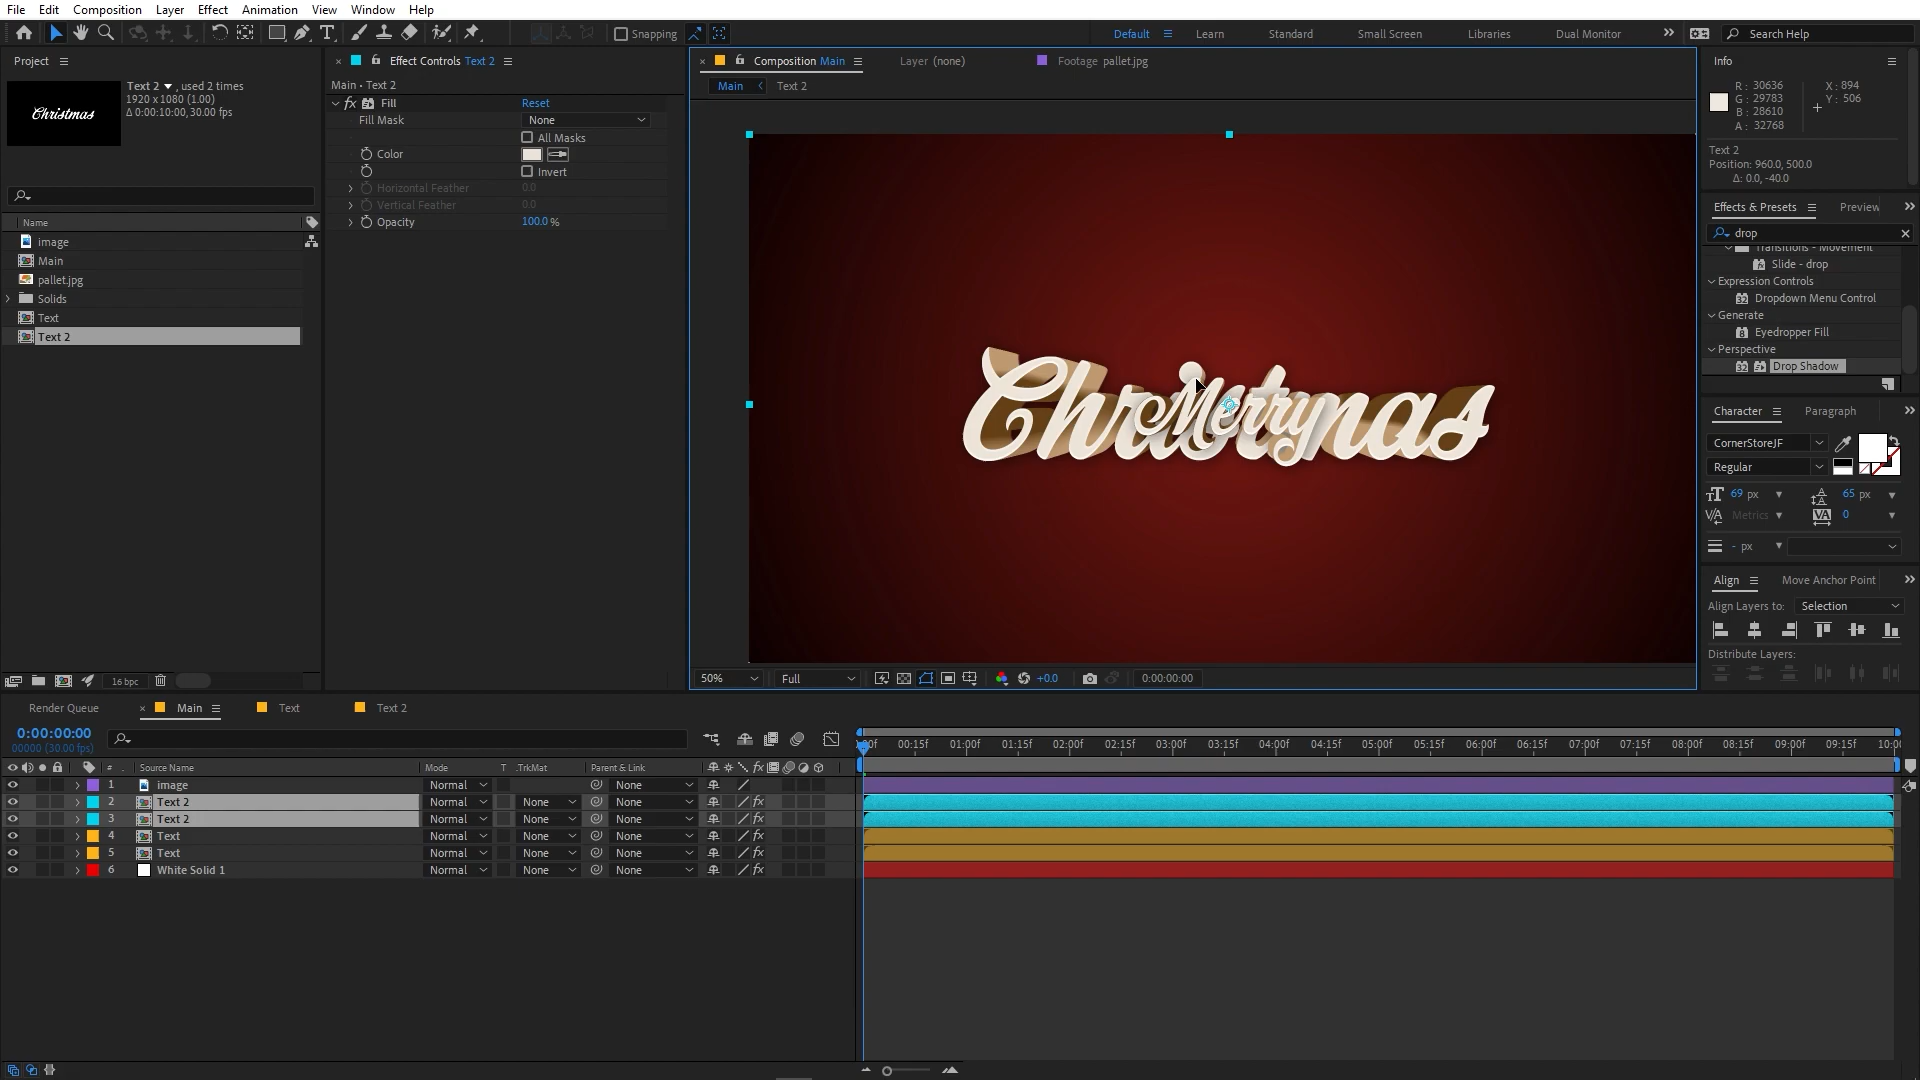 File Edit Composition Layer Effect Animation View Window Help
Snapping
Default Learn Standard Small Screen Libraries Dual Monitor Search Help
Project
Text 2 , used 2 times
1920 x 1080 (1.00)
Δ 0:00:10:00, 30.00 fps
Christmas
Name
image
Main
pallet.jpg
Solids
Text
Text 2
16 bpc
Effect Controls Text 2
Main • Text 2
fx Fill Reset
Fill Mask None
All Masks
Color
Invert
Horizontal Feather 0.0
Vertical Feather 0.0
Opacity 100.0 %
Composition Main Layer (none) Footage pallet.jpg
Main Text 2
Christmas
Merry
50% Full +0.0 0:00:00:00
Info
R : 30636
G : 29783
B : 28610
A : 32768
X : 894
Y : 506
Text 2
Position: 960.0, 500.0
Δ: 0.0, -40.0
Effects & Presets Preview
drop
Transitions - Movement
Slide - drop
Expression Controls
Dropdown Menu Control
Generate
Eyedropper Fill
Perspective
Drop Shadow
Character Paragraph
CornerStoreJF
Regular
69 px 65 px
Metrics 0
- px
Align Move Anchor Point
Align Layers to: Selection
Distribute Layers:
Render Queue Main Text Text 2
0:00:00:00
00000 (30.00 fps)
# Source Name Mode T .TrkMat Parent & Link
1 image Normal None
2 Text 2 Normal None None
3 Text 2 Normal None None
4 Text Normal None None
5 Text Normal None None
6 White Solid 1 Normal None None
00:15f 01:00f 01:15f 02:00f 02:15f 03:00f 03:15f 04:00f 04:15f 05:00f 05:15f 06:00f 06:15f 07:00f 07:15f 08:00f 08:15f 09:00f 09:15f 10:00